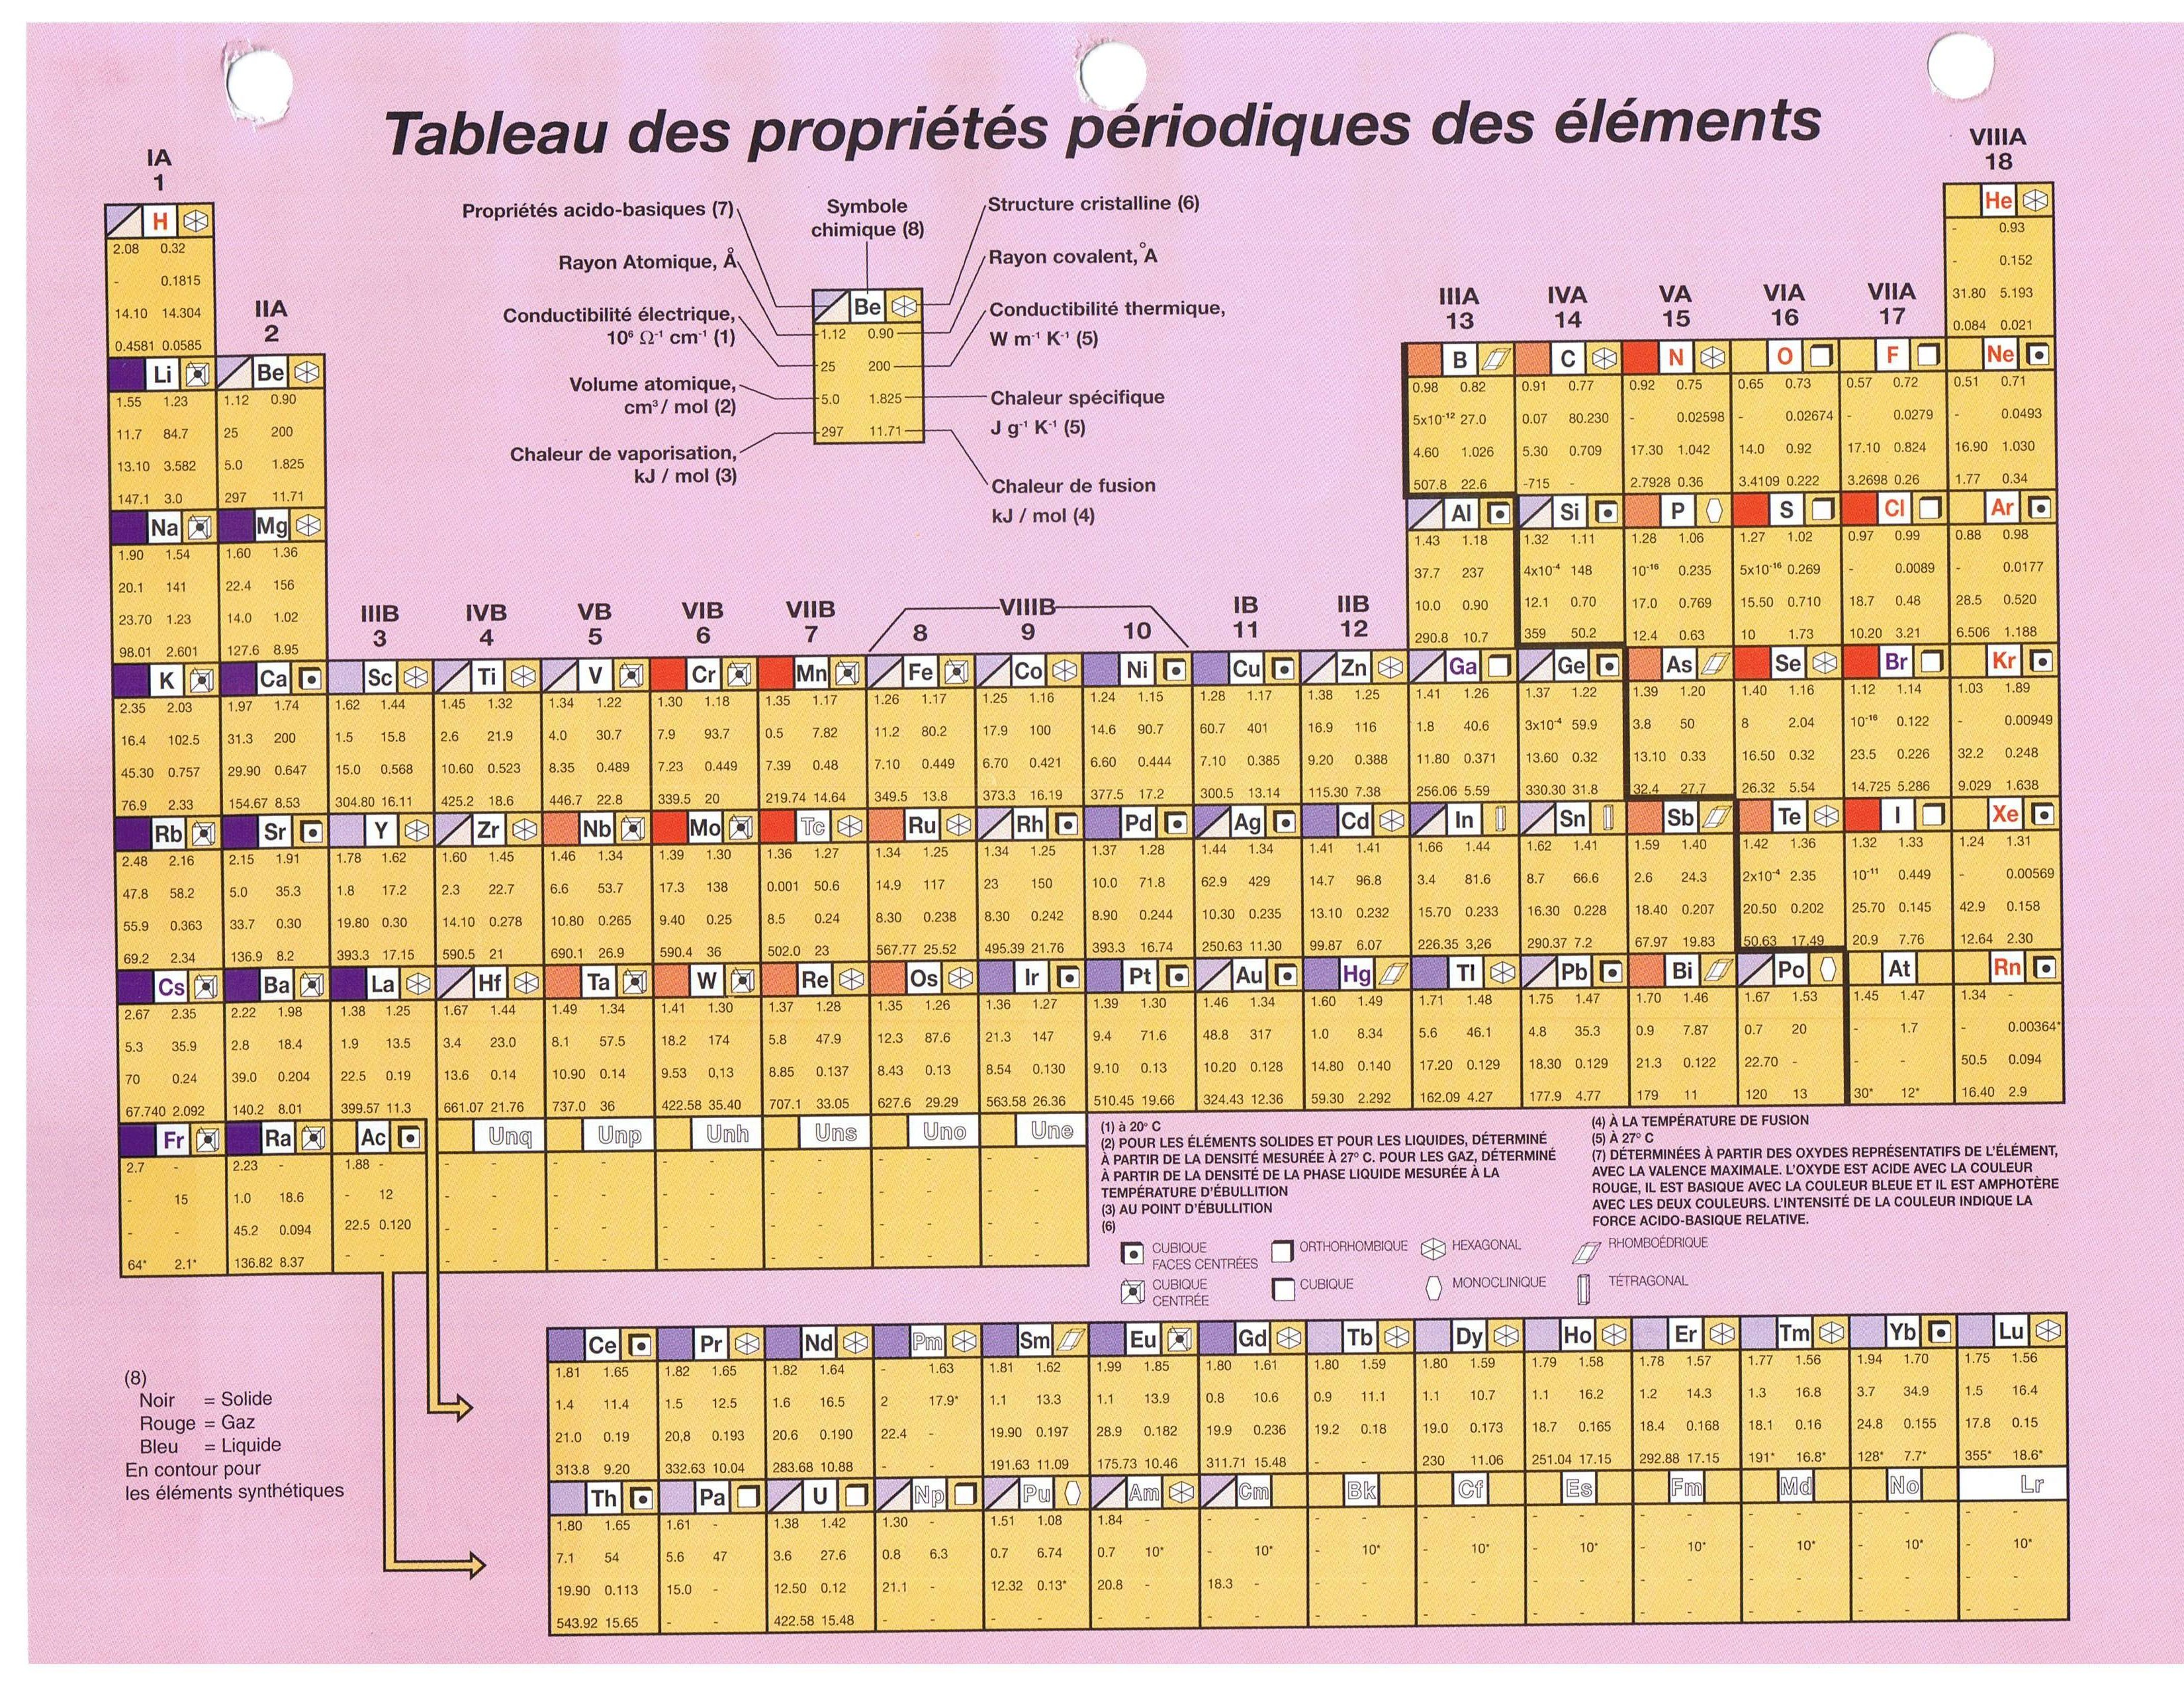 Tableau des propriétés périodiques des éléments
IA
1
VIIIA
18
Propriétés acido-basiques (7)
Symbole
chimique (8)
Structure cristalline (6)
Rayon Atomique, Å
Rayon covalent, Å
Conductibilité électrique,
10⁶ Ω⁻¹ cm⁻¹ (1)
Conductibilité thermique,
W m⁻¹ K⁻¹ (5)
Volume atomique,
cm³ / mol (2)
Chaleur spécifique
J g⁻¹ K⁻¹ (5)
Chaleur de vaporisation,
kJ / mol (3)
Chaleur de fusion
kJ / mol (4)
Be
1.12 0.90
25 200
5.0 1.825
297 11.71
H He
2.08 0.32 - 0.93
- 0.1815 - 0.152
14.10 14.304 31.80 5.193
0.4581 0.0585 0.084 0.021
IIA
2
IIIA IVA VA VIA VIIA
13 14 15 16 17
Li Be B C N O F Ne
1.55 1.23 1.12 0.90 0.98 0.82 0.91 0.77 0.92 0.75 0.65 0.73 0.57 0.72 0.51 0.71
11.7 84.7 25 200 5x10⁻¹² 27.0 0.07 80.230 - 0.02598 - 0.02674 - 0.0279 - 0.0493
13.10 3.582 5.0 1.825 4.60 1.026 5.30 0.709 17.30 1.042 14.0 0.92 17.10 0.824 16.90 1.030
147.1 3.0 297 11.71 507.8 22.6 -715 - 2.7928 0.36 3.4109 0.222 3.2698 0.26 1.77 0.34
Na Mg Al Si P S Cl Ar
1.90 1.54 1.60 1.36 1.43 1.18 1.32 1.11 1.28 1.06 1.27 1.02 0.97 0.99 0.88 0.98
20.1 141 22.4 156 37.7 237 4x10⁻⁴ 148 10⁻¹⁶ 0.235 5x10⁻¹⁶ 0.269 - 0.0089 - 0.0177
23.70 1.23 14.0 1.02 10.0 0.90 12.1 0.70 17.0 0.769 15.50 0.710 18.7 0.48 28.5 0.520
98.01 2.601 127.6 8.95 290.8 10.7 359 50.2 12.4 0.63 10 1.73 10.20 3.21 6.506 1.188
IIIB IVB VB VIB VIIB VIIIB IB IIB
3 4 5 6 7 8 9 10 11 12
K Ca Sc Ti V Cr Mn Fe Co Ni Cu Zn Ga Ge As Se Br Kr
2.35 2.03 1.97 1.74 1.62 1.44 1.45 1.32 1.34 1.22 1.30 1.18 1.35 1.17 1.26 1.17 1.25 1.16 1.24 1.15 1.28 1.17 1.38 1.25 1.41 1.26 1.37 1.22 1.39 1.20 1.40 1.16 1.12 1.14 1.03 1.89
16.4 102.5 31.3 200 1.5 15.8 2.6 21.9 4.0 30.7 7.9 93.7 0.5 7.82 11.2 80.2 17.9 100 14.6 90.7 60.7 401 16.9 116 1.8 40.6 3x10⁻⁴ 59.9 3.8 50 8 2.04 10⁻¹⁶ 0.122 - 0.00949
45.30 0.757 29.90 0.647 15.0 0.568 10.60 0.523 8.35 0.489 7.23 0.449 7.39 0.48 7.10 0.449 6.70 0.421 6.60 0.444 7.10 0.385 9.20 0.388 11.80 0.371 13.60 0.32 13.10 0.33 16.50 0.32 23.5 0.226 32.2 0.248
76.9 2.33 154.67 8.53 304.80 16.11 425.2 18.6 446.7 22.8 339.5 20 219.74 14.64 349.5 13.8 373.3 16.19 377.5 17.2 300.5 13.14 115.30 7.38 256.06 5.59 330.30 31.8 32.4 27.7 26.32 5.54 14.725 5.286 9.029 1.638
Rb Sr Y Zr Nb Mo Tc Ru Rh Pd Ag Cd In Sn Sb Te I Xe
2.48 2.16 2.15 1.91 1.78 1.62 1.60 1.45 1.46 1.34 1.39 1.30 1.36 1.27 1.34 1.25 1.34 1.25 1.37 1.28 1.44 1.34 1.41 1.41 1.66 1.44 1.62 1.41 1.59 1.40 1.42 1.36 1.32 1.33 1.24 1.31
47.8 58.2 5.0 35.3 1.8 17.2 2.3 22.7 6.6 53.7 17.3 138 0.001 50.6 14.9 117 23 150 10.0 71.8 62.9 429 14.7 96.8 3.4 81.6 8.7 66.6 2.6 24.3 2x10⁻⁴ 2.35 10⁻¹¹ 0.449 - 0.00569
55.9 0.363 33.7 0.30 19.80 0.30 14.10 0.278 10.80 0.265 9.40 0.25 8.5 0.24 8.30 0.238 8.30 0.242 8.90 0.244 10.30 0.235 13.10 0.232 15.70 0.233 16.30 0.228 18.40 0.207 20.50 0.202 25.70 0.145 42.9 0.158
69.2 2.34 136.9 8.2 393.3 17.15 590.5 21 690.1 26.9 590.4 36 502.0 23 567.77 25.52 495.39 21.76 393.3 16.74 250.63 11.30 99.87 6.07 226.35 3,26 290.37 7.2 67.97 19.83 50.63 17.49 20.9 7.76 12.64 2.30
Cs Ba La Hf Ta W Re Os Ir Pt Au Hg Tl Pb Bi Po At Rn
2.67 2.35 2.22 1.98 1.38 1.25 1.67 1.44 1.49 1.34 1.41 1.30 1.37 1.28 1.35 1.26 1.36 1.27 1.39 1.30 1.46 1.34 1.60 1.49 1.71 1.48 1.75 1.47 1.70 1.46 1.67 1.53 1.45 1.47 1.34 -
5.3 35.9 2.8 18.4 1.9 13.5 3.4 23.0 8.1 57.5 18.2 174 5.8 47.9 12.3 87.6 21.3 147 9.4 71.6 48.8 317 1.0 8.34 5.6 46.1 4.8 35.3 0.9 7.87 0.7 20 - 1.7 - 0.00364*
70 0.24 39.0 0.204 22.5 0.19 13.6 0.14 10.90 0.14 9.53 0,13 8.85 0.137 8.43 0.13 8.54 0.130 9.10 0.13 10.20 0.128 14.80 0.140 17.20 0.129 18.30 0.129 21.3 0.122 22.70 - - - 50.5 0.094
67.740 2.092 140.2 8.01 399.57 11.3 661.07 21.76 737.0 36 422.58 35.40 707.1 33.05 627.6 29.29 563.58 26.36 510.45 19.66 324.43 12.36 59.30 2.292 162.09 4.27 177.9 4.77 179 11 120 13 30* 12* 16.40 2.9
Fr Ra Ac Unq Unp Unh Uns Uno Une
2.7 - 2.23 - 1.88 - - - - - - - - - - - - -
- 15 1.0 18.6 - 12 - - - - - - - - - - - -
- - 45.2 0.094 22.5 0.120 - - - - - - - - - - - -
64* 2.1* 136.82 8.37 - - - - - - - - - - - - - -
(1) à 20° C
(2) POUR LES ÉLÉMENTS SOLIDES ET POUR LES LIQUIDES, DÉTERMINÉ
À PARTIR DE LA DENSITÉ MESURÉE À 27° C. POUR LES GAZ, DÉTERMINÉ
À PARTIR DE LA DENSITÉ DE LA PHASE LIQUIDE MESURÉE À LA
TEMPÉRATURE D'ÉBULLITION
(3) AU POINT D'ÉBULLITION
(6)
(4) À LA TEMPÉRATURE DE FUSION
(5) À 27° C
(7) DÉTERMINÉES À PARTIR DES OXYDES REPRÉSENTATIFS DE L'ÉLÉMENT,
AVEC LA VALENCE MAXIMALE. L'OXYDE EST ACIDE AVEC LA COULEUR
ROUGE, IL EST BASIQUE AVEC LA COULEUR BLEUE ET IL EST AMPHOTÈRE
AVEC LES DEUX COULEURS. L'INTENSITÉ DE LA COULEUR INDIQUE LA
FORCE ACIDO-BASIQUE RELATIVE.
CUBIQUE
FACES CENTRÉES
ORTHORHOMBIQUE
HEXAGONAL
RHOMBOÉDRIQUE
CUBIQUE
CENTRÉE
CUBIQUE
MONOCLINIQUE
TÉTRAGONAL
(8)
Noir = Solide
Rouge = Gaz
Bleu = Liquide
En contour pour
les éléments synthétiques
Ce Pr Nd Pm Sm Eu Gd Tb Dy Ho Er Tm Yb Lu
1.81 1.65 1.82 1.65 1.82 1.64 - 1.63 1.81 1.62 1.99 1.85 1.80 1.61 1.80 1.59 1.80 1.59 1.79 1.58 1.78 1.57 1.77 1.56 1.94 1.70 1.75 1.56
1.4 11.4 1.5 12.5 1.6 16.5 2 17.9* 1.1 13.3 1.1 13.9 0.8 10.6 0.9 11.1 1.1 10.7 1.1 16.2 1.2 14.3 1.3 16.8 3.7 34.9 1.5 16.4
21.0 0.19 20,8 0.193 20.6 0.190 22.4 - 19.90 0.197 28.9 0.182 19.9 0.236 19.2 0.18 19.0 0.173 18.7 0.165 18.4 0.168 18.1 0.16 24.8 0.155 17.8 0.15
313.8 9.20 332.63 10.04 283.68 10.88 - - 191.63 11.09 175.73 10.46 311.71 15.48 - - 230 11.06 251.04 17.15 292.88 17.15 191* 16.8* 128* 7.7* 355* 18.6*
Th Pa U Np Pu Am Cm Bk Cf Es Fm Md No Lr
1.80 1.65 1.61 - 1.38 1.42 1.30 - 1.51 1.08 1.84 - - - - - - - - - - - - - - - - -
7.1 54 5.6 47 3.6 27.6 0.8 6.3 0.7 6.74 0.7 10* - 10* - 10* - 10* - 10* - 10* - 10* - 10* - 10*
19.90 0.113 15.0 - 12.50 0.12 21.1 - 12.32 0.13* 20.8 - 18.3 - - - - - - - - - - - - - - -
543.92 15.65 - - 422.58 15.48 - - - - - - - - - - - - - - - - - - - - - -